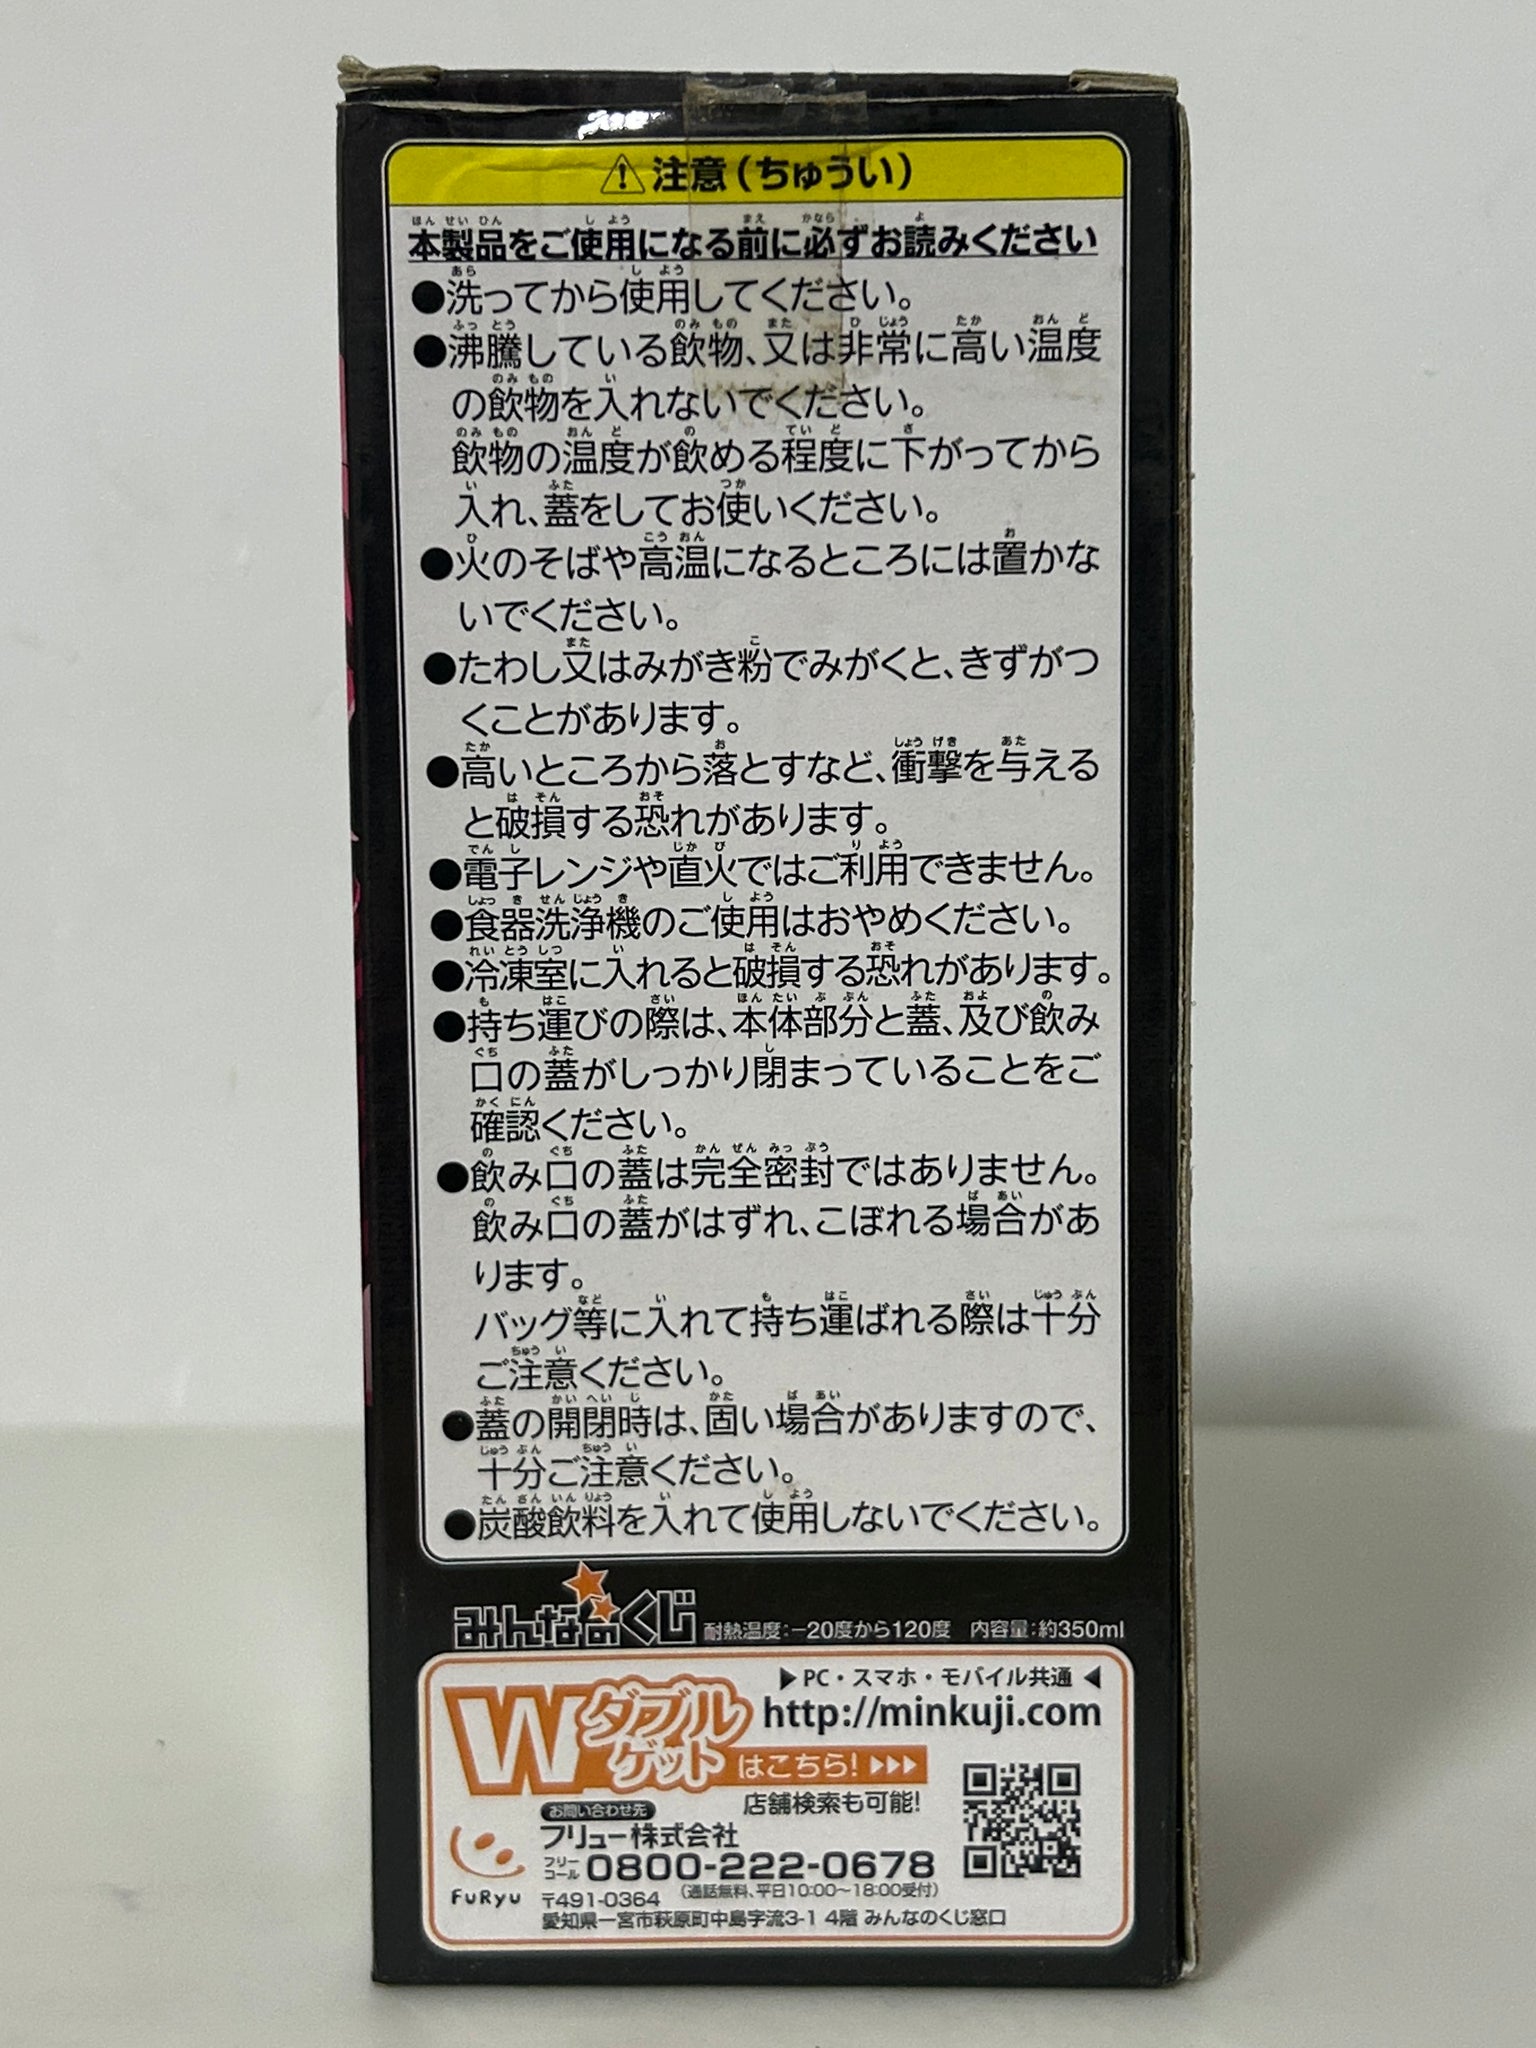 注意(ちゅうい)
本製品をご使用になる前に必ずお読みください
●洗ってから使用してください。
●沸騰している飲物、又は非常に高い温度
の飲物を入れないでください。
飲物の温度が飲める程度に下がってから
入れ、蓋をしてお使いください。
●火のそばや高温になるところには置かな
いでください。
●たわし又はみがき粉でみがくと、きずがつ
くことがあります。
●高いところから落とすなど、衝撃を与える
と破損する恐れがあります。
●電子レンジや直火ではご利用できません。
●食器洗浄機のご使用はおやめください。
●冷凍室に入れると破損する恐れがあります。
●持ち運びの際は、本体部分と蓋、及び飲み
口の蓋がしっかり閉まっていることをご
確認ください。
●飲み口の蓋は完全密封ではありません。
飲み口の蓋がはずれ、こぼれる場合があ
ります。
バッグ等に入れて持ち運ばれる際は十分
ご注意ください。
●蓋の開閉時は、固い場合がありますので、
十分ご注意ください。
●炭酸飲料を入れて使用しないでください。
みんなのくじ 耐熱温度:-20度から120度 内容量:約350ml
▶PC・スマホ・モバイル共通◀
Wダブルゲット http://minkuji.com
はこちら!▶▶▶
店舗検索も可能!
お問い合わせ先
フリュー株式会社
フリーコール 0800-222-0678
FuRyu 〒491-0364 (通話無料、平日10:00~18:00受付)
愛知県一宮市萩原町中島字流3-1 4階 みんなのくじ窓口